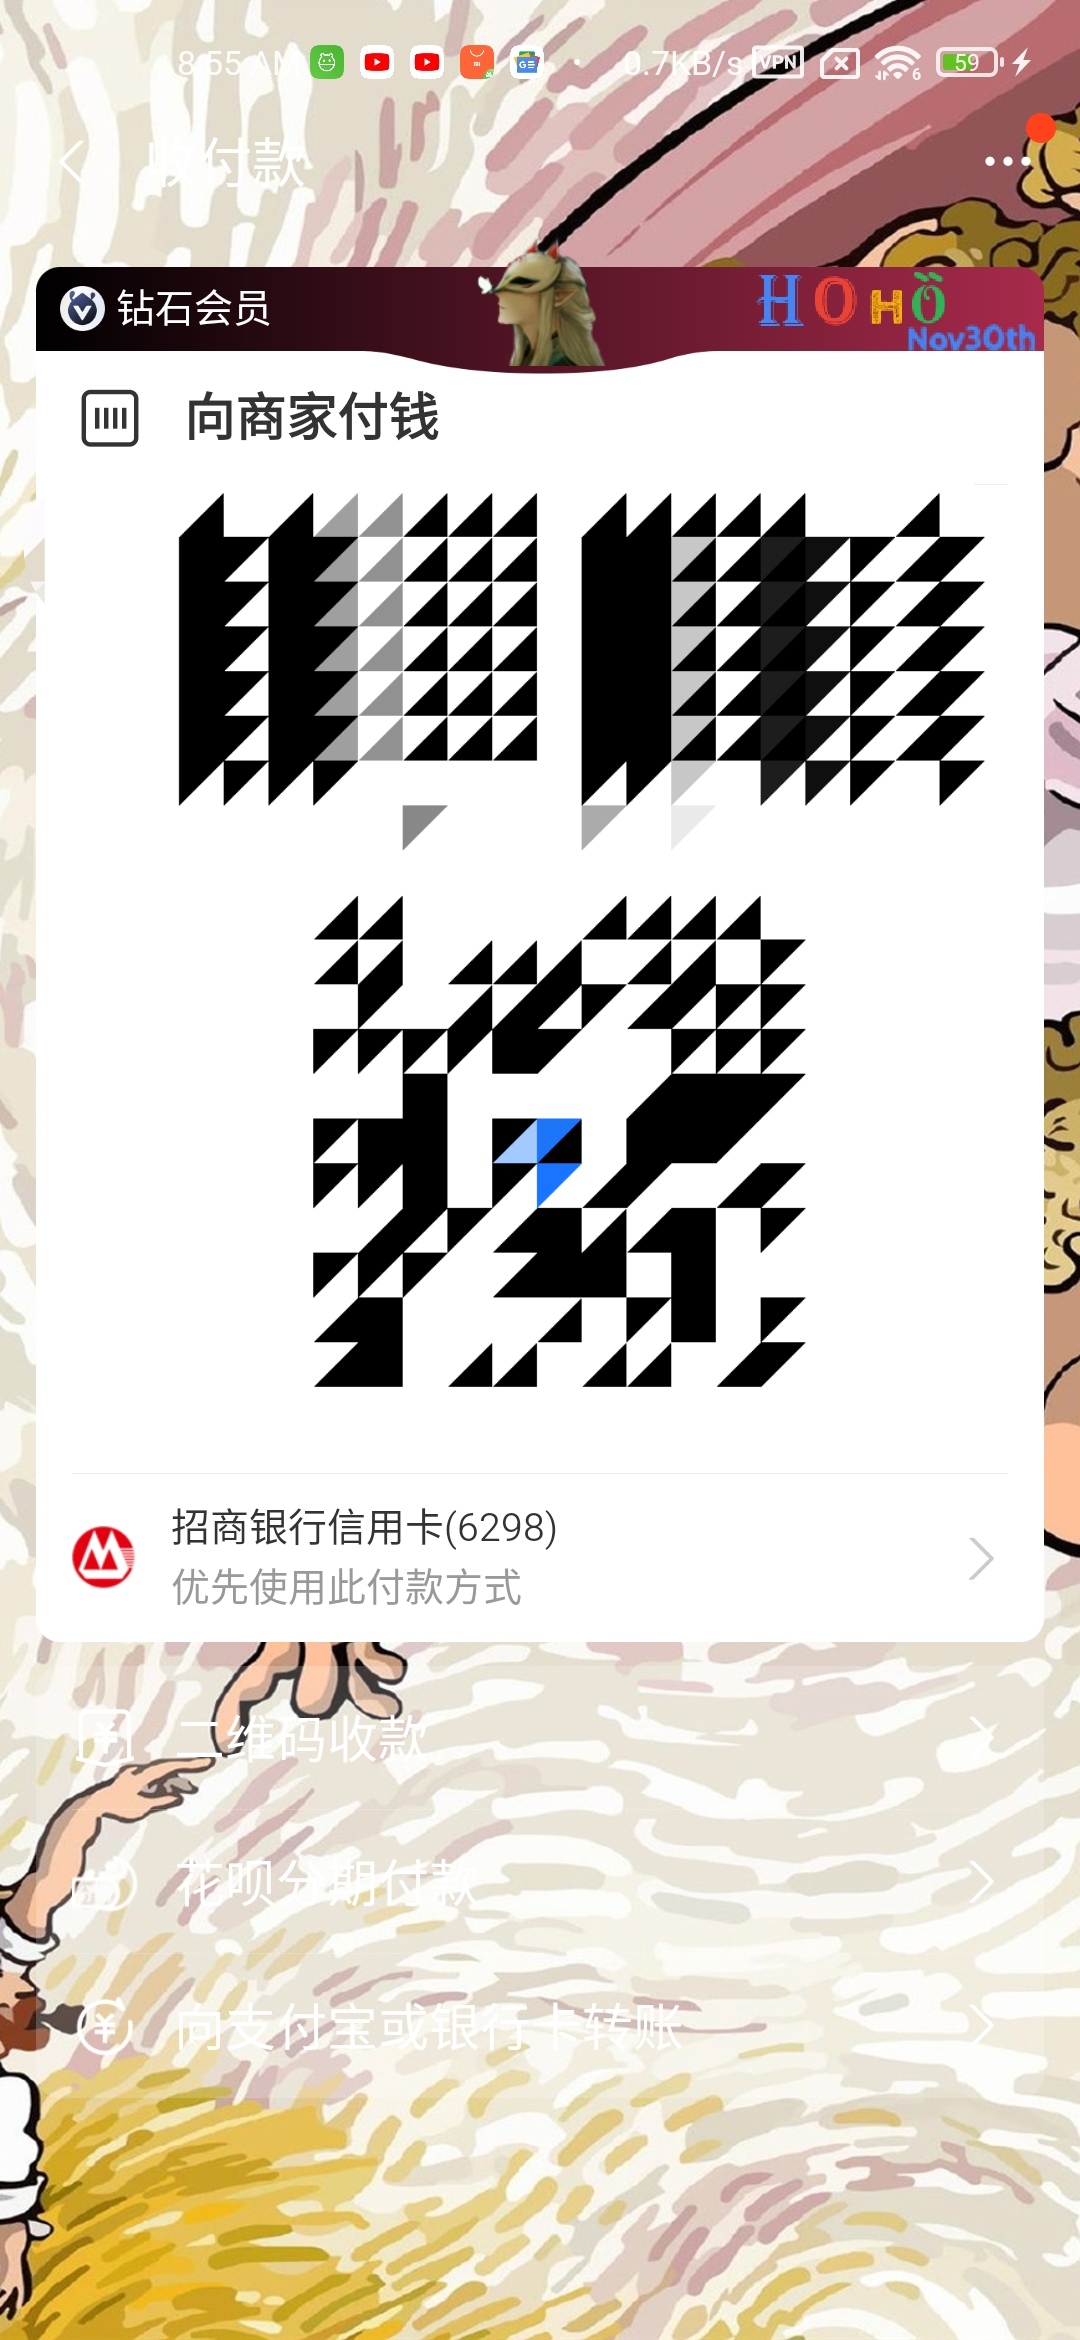 8:55 AM 0.7KB/s VPN 6 59
收付款
钻石会员
HOHO
Nov30th
向商家付钱
招商银行信用卡(6298)
优先使用此付款方式
二维码收款
花呗分期付款
向支付宝或银行卡转账